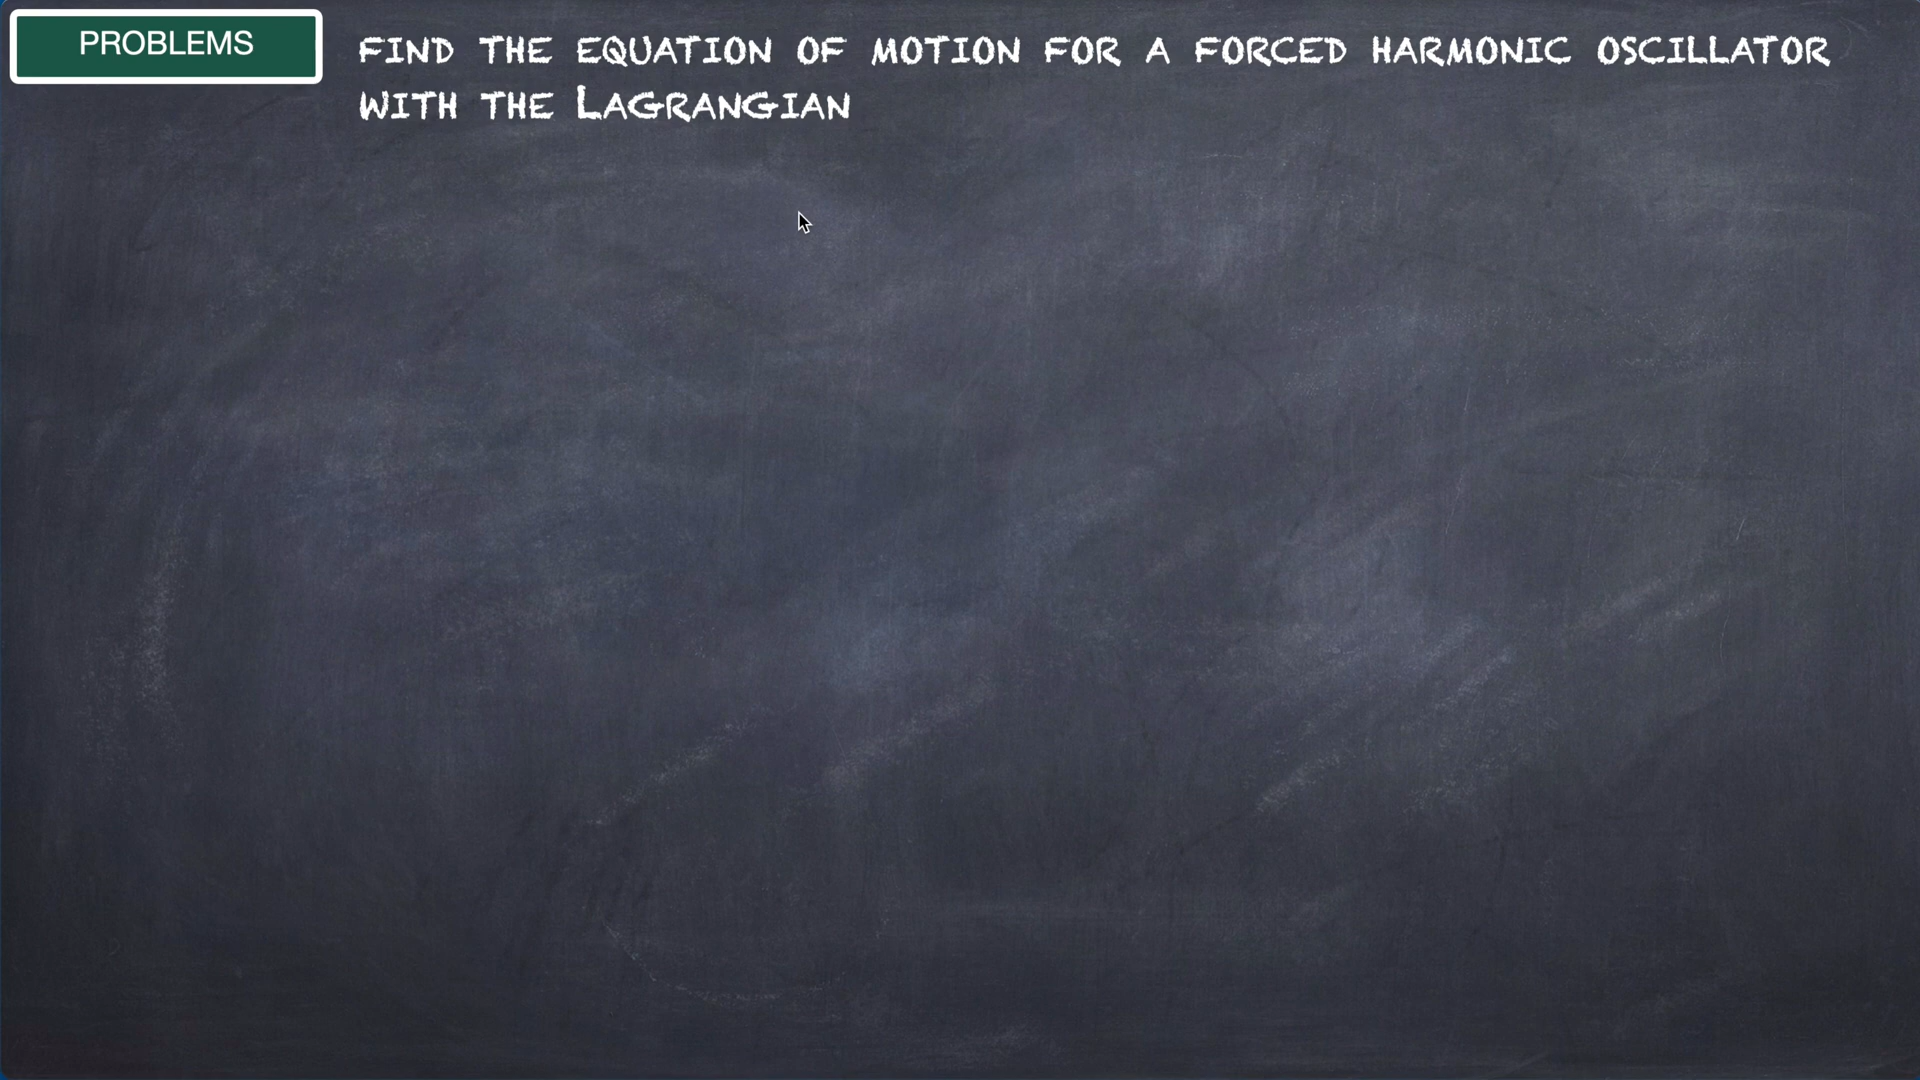 PROBLEMS
FIND THE EQUATION OF MOTION FOR A FORCED HARMONIC OSCILLATOR
WITH THE LAGRANGIAN